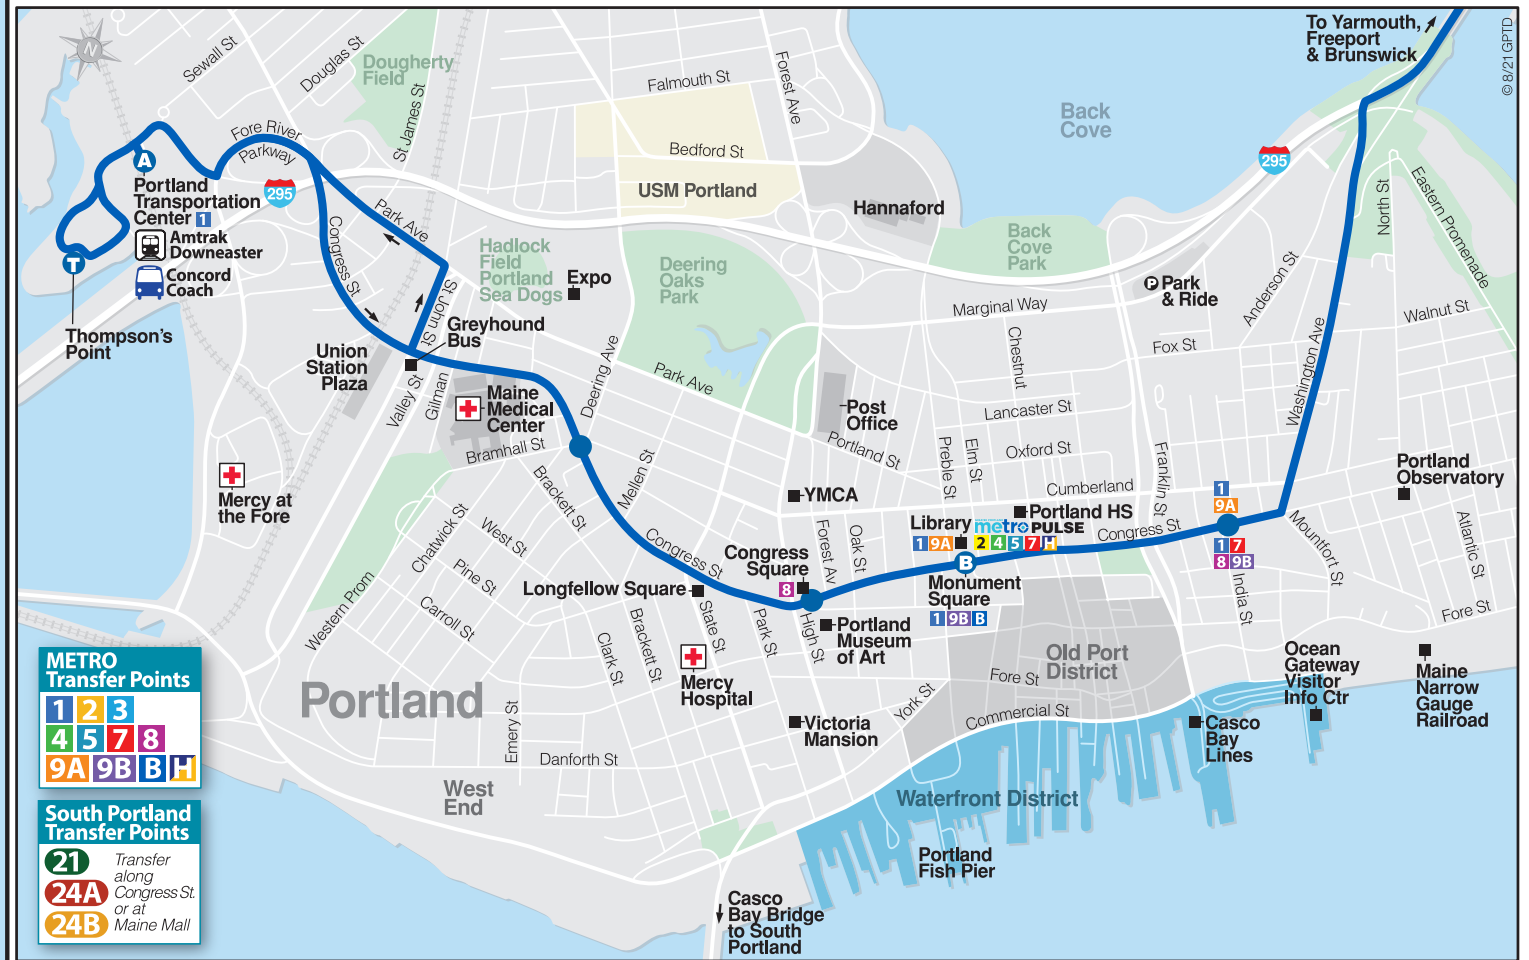 To Yarmouth,
Freeport
& Brunswick
© 8/21 GPTD
N
Sewall St
Douglas St
Dougherty
Field
St James St
Falmouth St
Forest Ave
Back
Cove
Fore River
Parkway
Bedford St
USM Portland
295
295
A
Portland
Transportation
Center 1
Amtrak
Downeaster
Concord
Coach
T
Thompson's
Point
Park Ave
Congress St
St John St
Hadlock
Field
Portland
Sea Dogs
Expo
Deering
Oaks
Park
Hannaford
Back
Cove
Park
P Park
& Ride
North St
Eastern Promenade
Anderson St
Marginal Way
Walnut St
Greyhound
Bus
Union
Station
Plaza
Valley St
Gilman
Maine
Medical
Center
Deering Ave
Park Ave
Chestnut
Fox St
Washington Ave
Post
Office
Lancaster St
Bramhall St
Portland St
Preble St
Elm St
Oxford St
Franklin St
Portland
Observatory
Mercy at
the Fore
Brackett St
Mellen St
YMCA
Cumberland
1
9A
Portland HS
Library
metro PULSE
1 9A
2 4 5 7 H
Congress St
Chatwick St
West St
Pine St
Congress St
Forest Av
Oak St
Mountfort St
Atlantic St
1 7
8 9B
B
Congress
Square
8
Monument
Square
1 9B B
India St
Longfellow Square
Western Prom
Carroll St
Clark St
Brackett St
State St
Park St
High St
Portland
Museum
of Art
Fore St
Old Port
District
Ocean
Gateway
Visitor
Info Ctr
Maine
Narrow
Gauge
Railroad
METRO
Transfer Points
1 2 3
4 5 7 8
9A 9B B H
Portland
Mercy
Hospital
Fore St
York St
Commercial St
Emery St
Victoria
Mansion
Casco
Bay
Lines
Danforth St
West
End
Waterfront District
South Portland
Transfer Points
21
24A
24B
Transfer
along
Congress St.
or at
Maine Mall
Portland
Fish Pier
Casco
Bay Bridge
to South
Portland